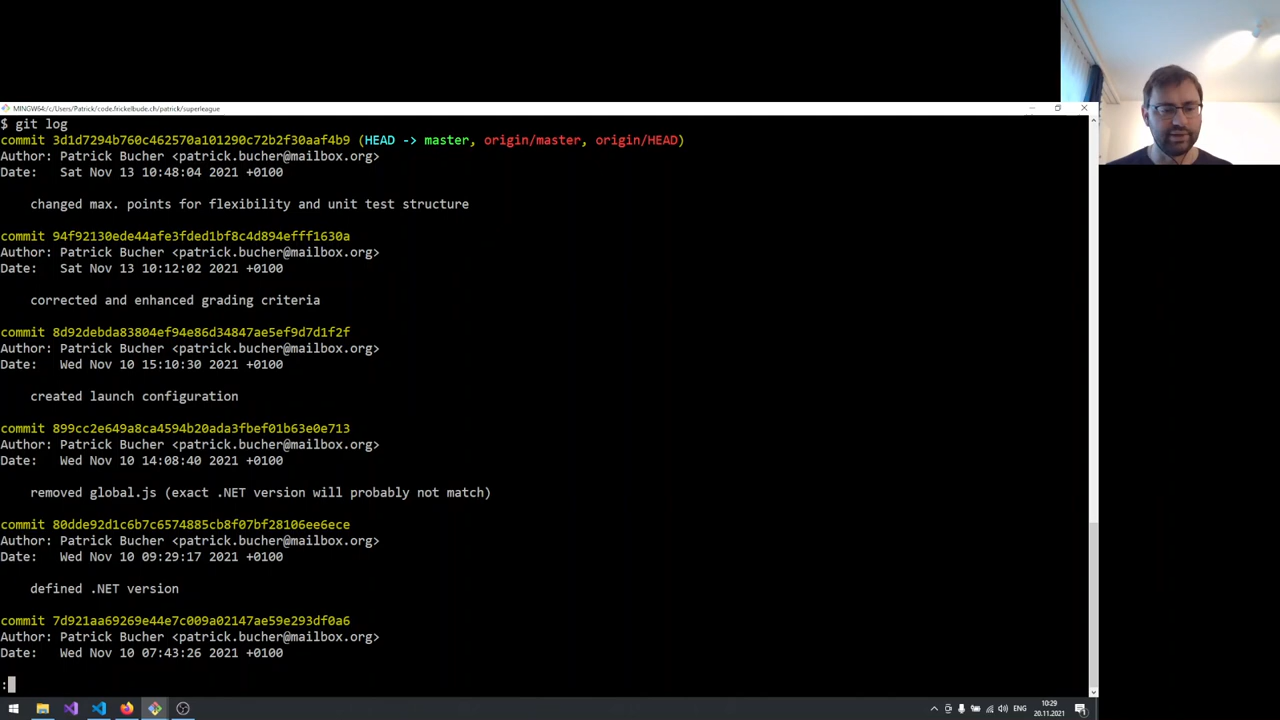 MINGW64:/c/Users/Patrick/code.frickelbude.ch/patrick/superleague
$ git log
commit 3d1d7294b760c462570a101290c72b2f30aaf4b9 (HEAD -> master, origin/master, origin/HEAD)
Author: Patrick Bucher <patrick.bucher@mailbox.org>
Date:   Sat Nov 13 10:48:04 2021 +0100
changed max. points for flexibility and unit test structure
commit 94f92130ede44afe3fded1bf8c4d894efff1630a
Author: Patrick Bucher <patrick.bucher@mailbox.org>
Date:   Sat Nov 13 10:12:02 2021 +0100
corrected and enhanced grading criteria
commit 8d92debda83804ef94e86d34847ae5ef9d7d1f2f
Author: Patrick Bucher <patrick.bucher@mailbox.org>
Date:   Wed Nov 10 15:10:30 2021 +0100
created launch configuration
commit 899cc2e649a8ca4594b20ada3fbef01b63e0e713
Author: Patrick Bucher <patrick.bucher@mailbox.org>
Date:   Wed Nov 10 14:08:40 2021 +0100
removed global.js (exact .NET version will probably not match)
commit 80dde92d1c6b7c6574885cb8f07bf28106ee6ece
Author: Patrick Bucher <patrick.bucher@mailbox.org>
Date:   Wed Nov 10 09:29:17 2021 +0100
defined .NET version
commit 7d921aa69269e44e7c009a02147ae59e293df0a6
Author: Patrick Bucher <patrick.bucher@mailbox.org>
Date:   Wed Nov 10 07:43:26 2021 +0100
:
ENG
10:29
20.11.2021